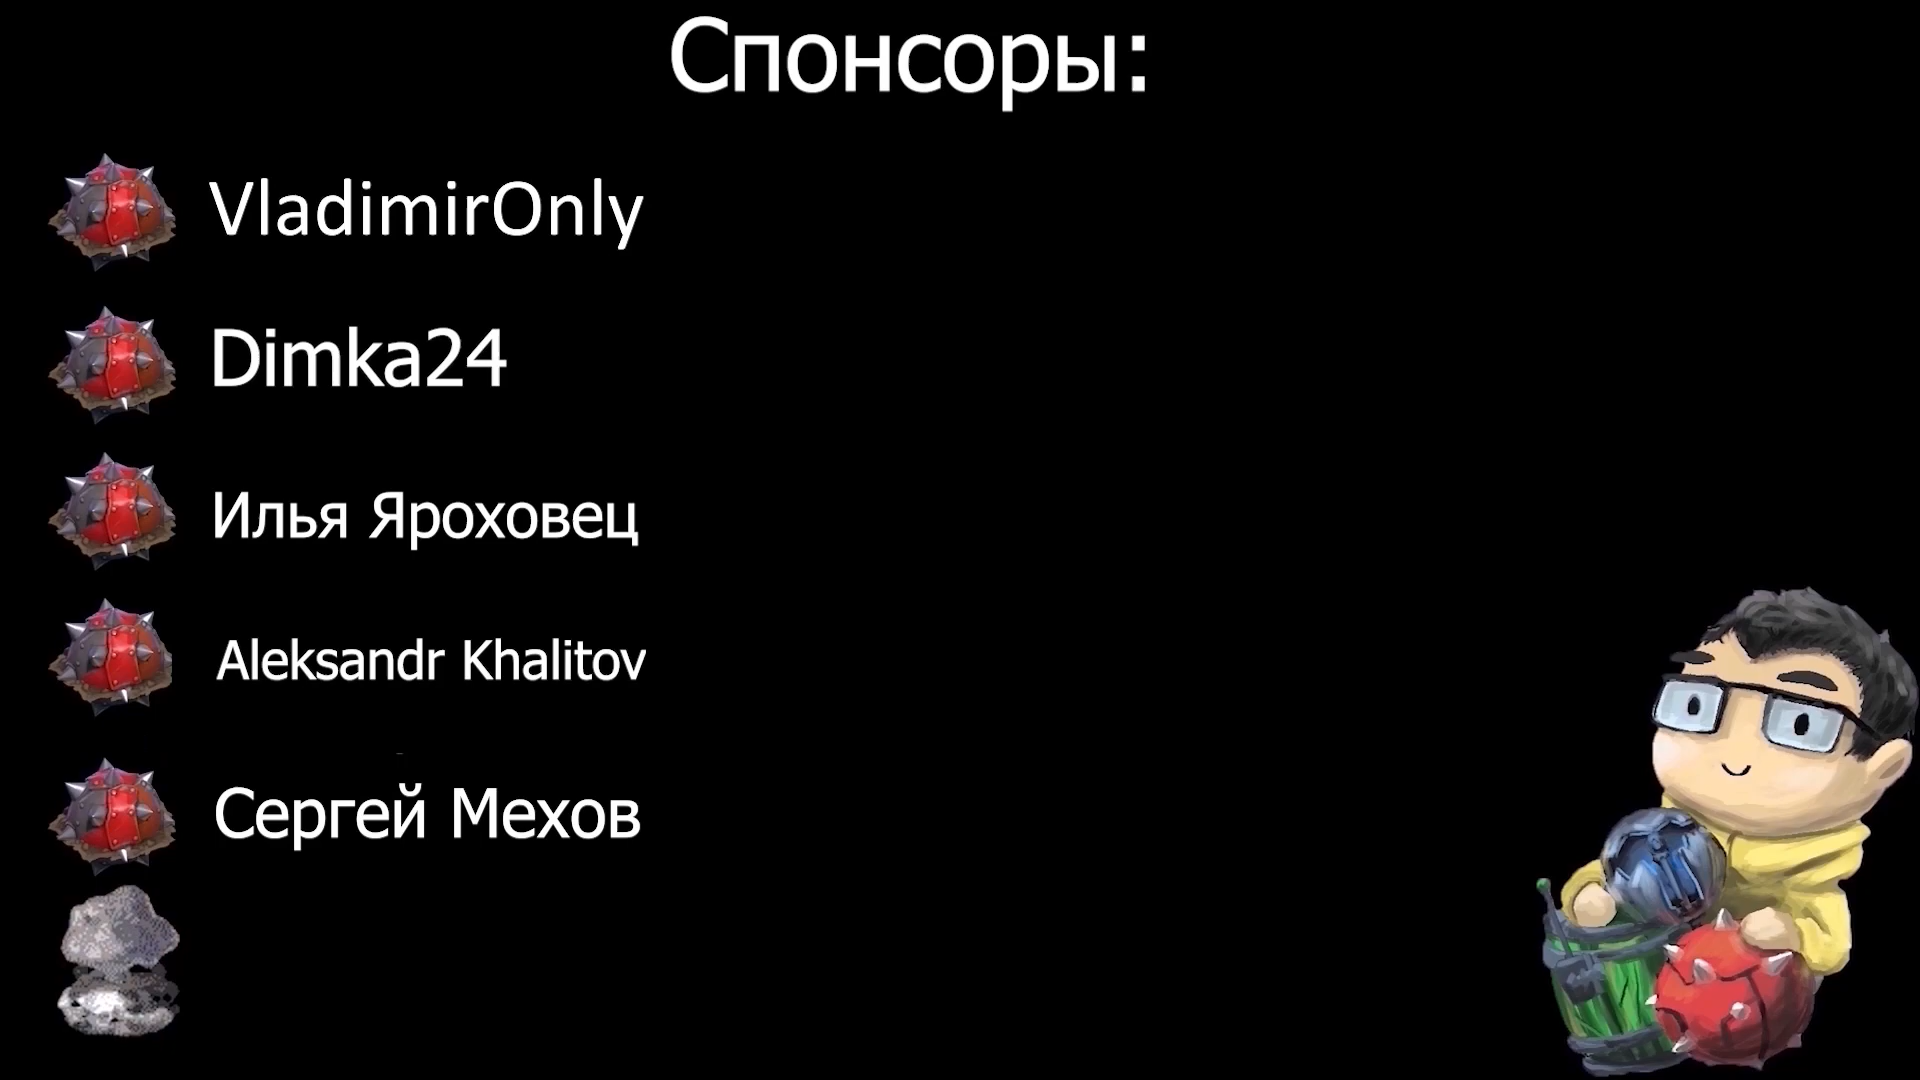 Спонсоры:
VladimirOnly
Dimka24
Илья Яроховец
Aleksandr Khalitov
Сергей Мехов